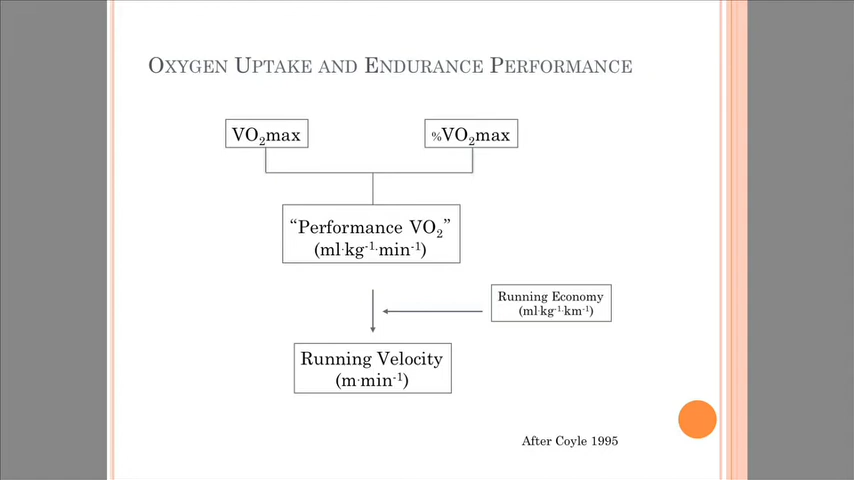 OXYGEN UPTAKE AND ENDURANCE PERFORMANCE
VO₂max
%VO₂max
“Performance VO₂”
(ml·kg⁻¹·min⁻¹)
Running Economy
(ml·kg⁻¹·km⁻¹)
Running Velocity
(m·min⁻¹)
After Coyle 1995